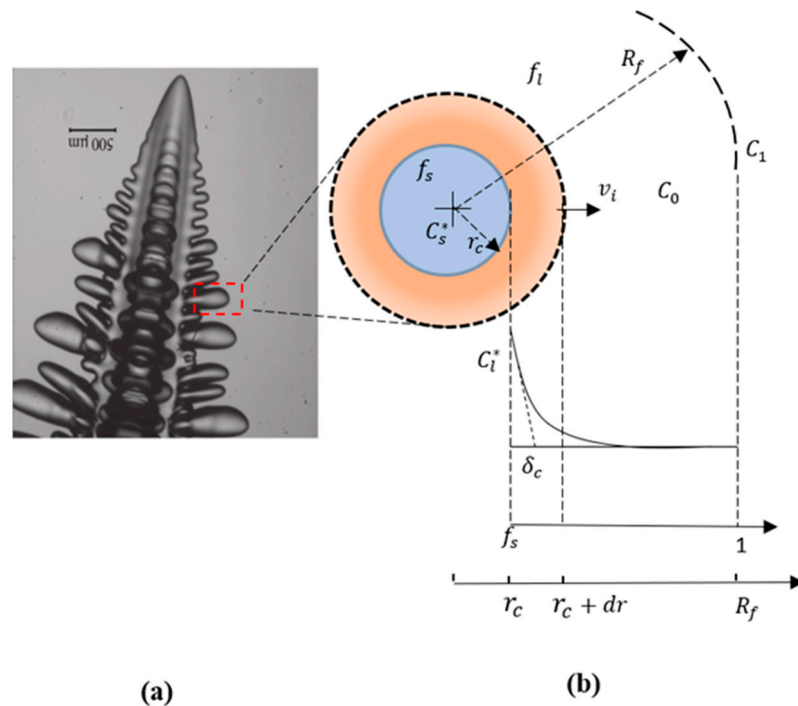 500 μm
(a)
f_l
R_f
C_1
f_s
C_s^*
r_c
v_i
C_0
C_l^*
δ_c
f_s
1
r_c
r_c + dr
R_f
(b)